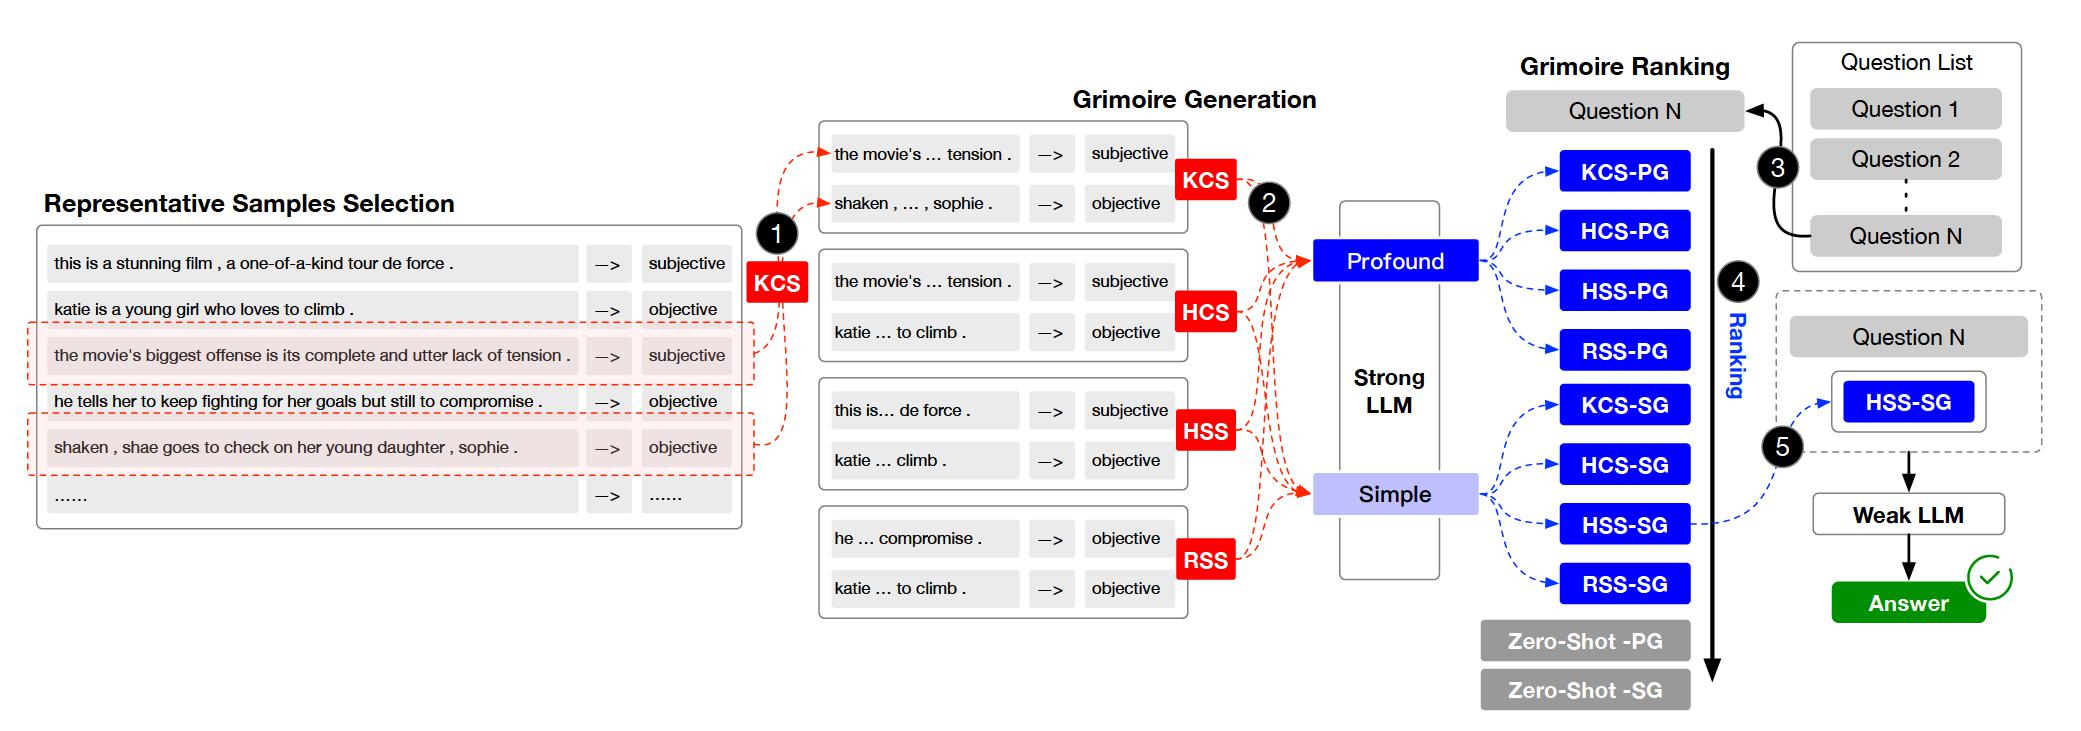 Representative Samples Selection
this is a stunning film , a one-of-a-kind tour de force . —> subjective
katie is a young girl who loves to climb . —> objective
the movie's biggest offense is its complete and utter lack of tension . —> subjective
he tells her to keep fighting for her goals but still to compromise . —> objective
shaken , shae goes to check on her young daughter , sophie . —> objective
...... —> ......
1
KCS
Grimoire Generation
the movie's ... tension . —> subjective
shaken , ... , sophie . —> objective
KCS
the movie's ... tension . —> subjective
katie ... to climb . —> objective
HCS
this is... de force . —> subjective
katie ... climb . —> objective
HSS
he ... compromise . —> objective
katie ... to climb . —> objective
RSS
2
Profound
Strong
LLM
Simple
Grimoire Ranking
Question N
KCS-PG
HCS-PG
HSS-PG
RSS-PG
KCS-SG
HCS-SG
HSS-SG
RSS-SG
Zero-Shot -PG
Zero-Shot -SG
3
4
Ranking
Question List
Question 1
Question 2
Question N
Question N
HSS-SG
5
Weak LLM
Answer